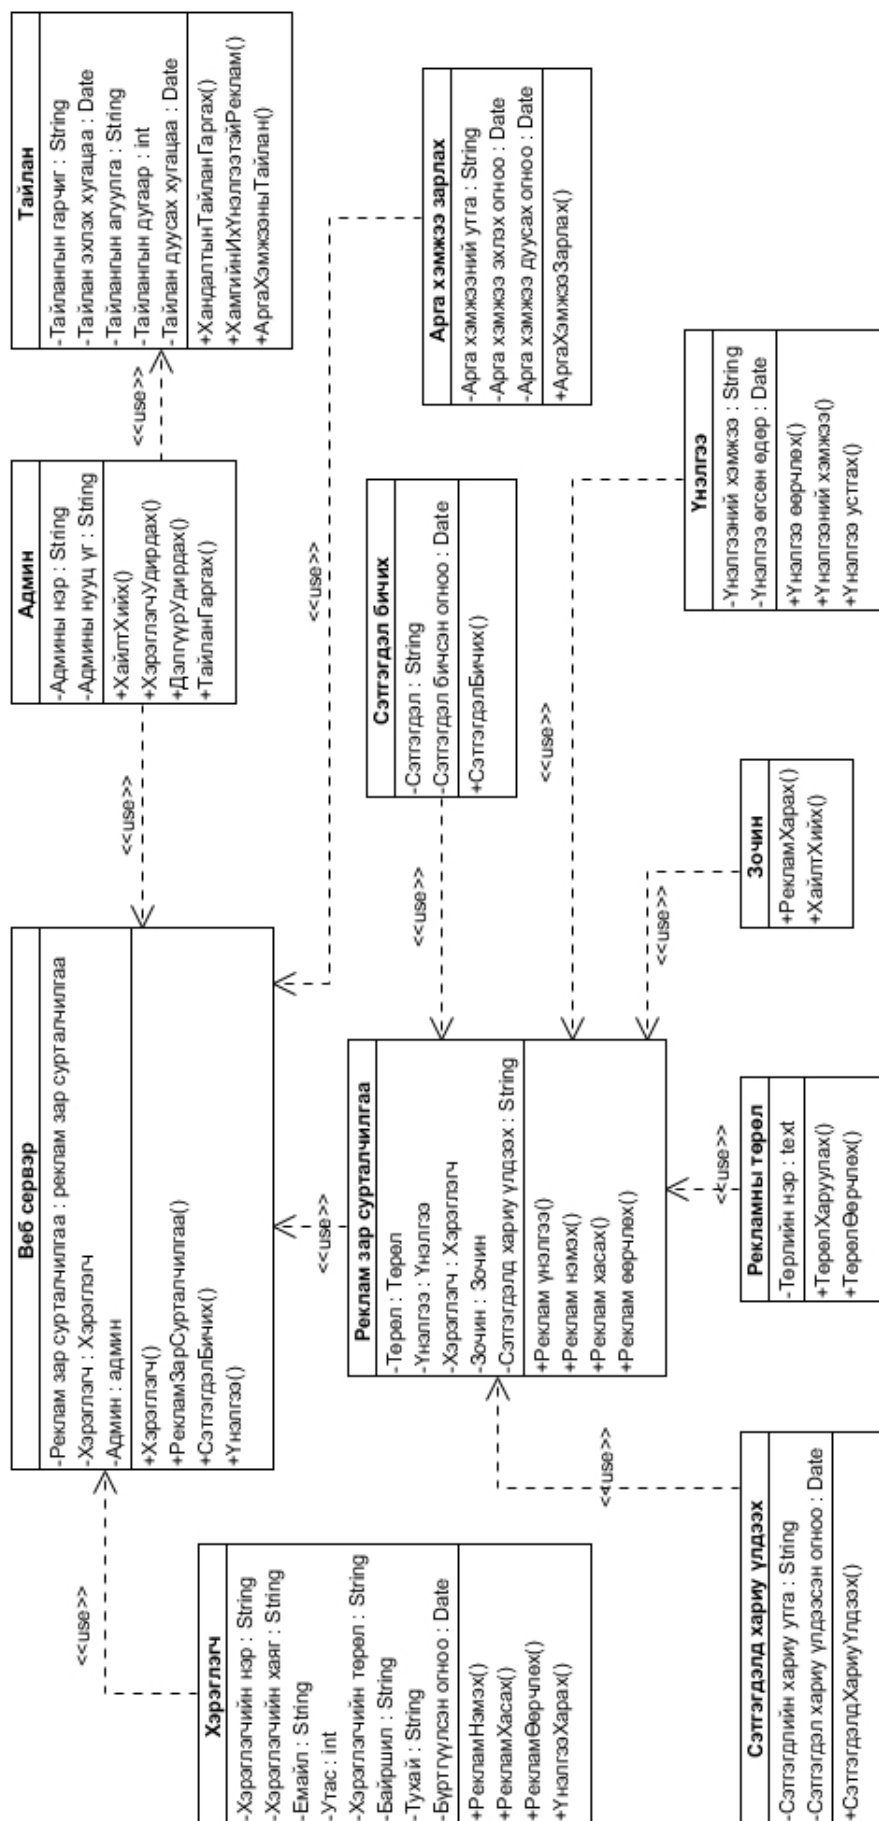 Хэрэглэгч
-Хэрэглэгчийн нэр : String
-Хэрэглэгчийн хаяг : String
-Емайл : String
-Утас : int
-Хэрэглэгчийн төрөл : String
-Байршил : String
-Тухай : String
-Бүртгүүлсэн огноо : Date
+РекламНэмэх()
+РекламХасах()
+РекламӨөрчлөх()
+ҮнэлгээХарах()
<<use>>
Веб сервэр
-Реклам зар сурталчилгаа : реклам зар сурталчилгаа
-Хэрэглэгч : Хэрэглэгч
-Админ : админ
+Хэрэглэгч()
+РекламЗарСурталчилгаа()
+СэтгэгдэлБичих()
+Үнэлгээ()
<<use>>
Админ
-Админы нэр : String
-Админы нууц үг : String
+ХайлтХийх()
+ХэрэглэгчУдирдах()
+ДэлгүүрУдирдах()
+ТайланГаргах()
<<use>>
Тайлан
-Тайлангын гарчиг : String
-Тайлан эхлэх хугацаа : Date
-Тайлангын агуулга : String
-Тайлангын дугаар : int
-Тайлан дуусах хугацаа : Date
+ХандалтынТайланГаргах()
+ХамгийнИхҮнэлгээтэйРеклам()
+АргаХэмжээныТайлан()
<<use>>
<<use>>
Реклам зар сурталчилгаа
-Төрөл : Төрөл
-Үнэлгээ : Үнэлгээ
-Хэрэглэгч : Хэрэглэгч
-Зочин : Зочин
-Сэтгэгдэлд хариу үлдээх : String
+Реклам үнэлгээ()
+Реклам нэмэх()
+Реклам хасах()
+Реклам өөрчлөх()
<<use>>
Сэтгэгдэл бичих
-Сэтгэгдэл : String
-Сэтгэгдэл бичсэн огноо : Date
+СэтгэгдэлБичих()
Арга хэмжээ зарлах
-Арга хэмжээний утга : String
-Арга хэмжээ эхлэх огноо : Date
-Арга хэмжээ дуусах огноо : Date
+АргаХэмжээЗарлах()
<<use>>
<<use>>
<<use>>
<<use>>
Сэтгэгдэлд хариу үлдээх
-Сэтгэгдлийн хариу утга : String
-Сэтгэгдэл хариу үлдээсэн огноо : Date
+СэтгэгдэлдХариуҮлдээх()
Рекламны төрөл
-Төрлийн нэр : text
+ТөрөлХаруулах()
+ТөрөлӨөрчлөх()
Зочин
+РекламХарах()
+ХайлтХийх()
Үнэлгээ
-Үнэлгээний хэмжээ : String
-Үнэлгээ өгсөн өдөр : Date
+Үнэлгээ өөрчлөх()
+Үнэлгээний хэмжээ()
+Үнэлгээ устгах()